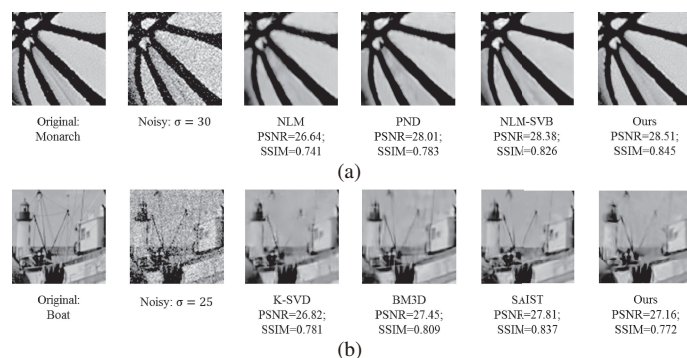 Original: Noisy: σ = 30 NLM PND NLM-SVB Ours
Monarch PSNR=26.64; PSNR=28.01; PSNR=28.38; PSNR=28.51;
SSIM=0.741 SSIM=0.783 SSIM=0.826 SSIM=0.845
(a)
Original: Noisy: σ = 25 K-SVD BM3D SAIST Ours
Boat PSNR=26.82; PSNR=27.45; PSNR=27.81; PSNR=27.16;
SSIM=0.781 SSIM=0.809 SSIM=0.837 SSIM=0.772
(b)